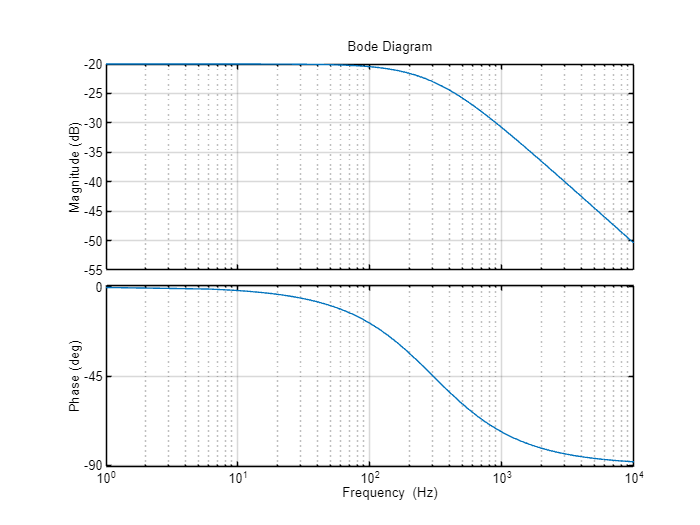 Bode Diagram
Magnitude (dB)
-20
-25
-30
-35
-40
-45
-50
-55
Phase (deg)
0
-45
-90
10^0 10^1 10^2 10^3 10^4
Frequency (Hz)